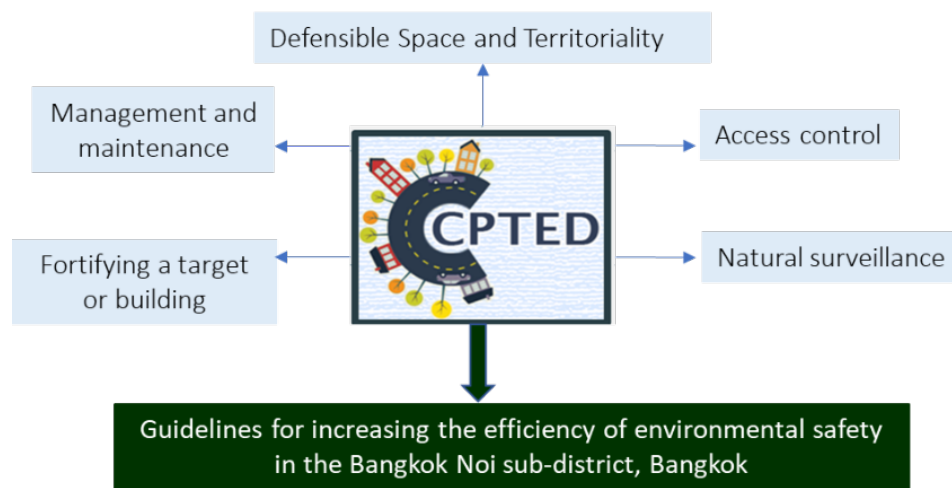 Defensible Space and Territoriality
Management and
maintenance
Access control
CPTED
Fortifying a target
or building
Natural surveillance
Guidelines for increasing the efficiency of environmental safety
in the Bangkok Noi sub-district, Bangkok